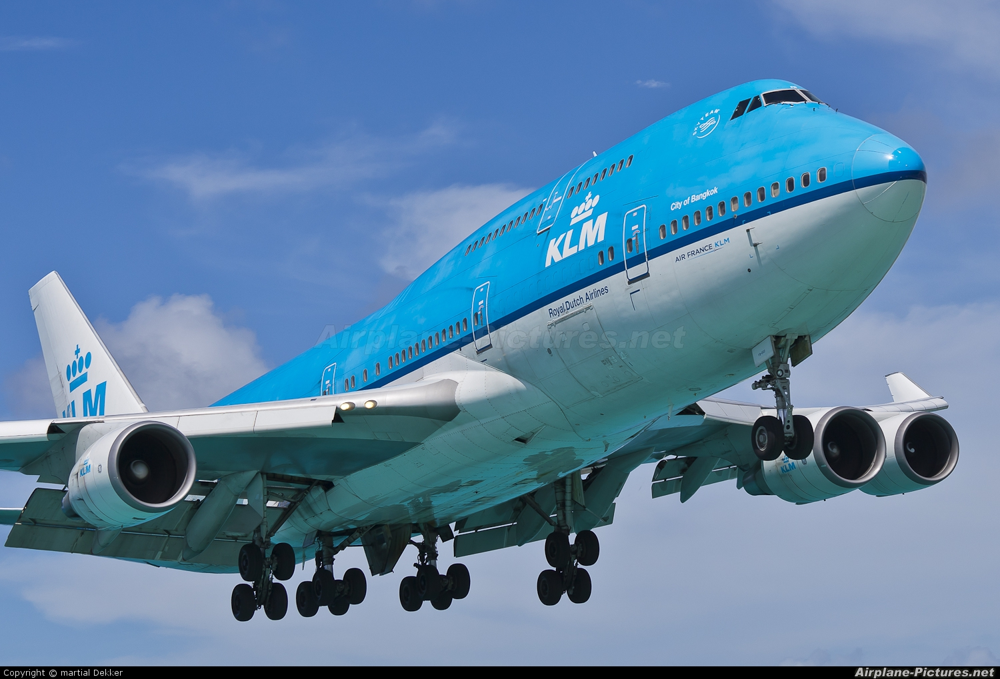 SKYTEAM
City of Bangkok
KLM
AIR FRANCE KLM
Royal Dutch Airlines
Airplane-Pictures.net
KLM
KLM
KLM
Copyright © martial Dekker
Airplane-Pictures.net